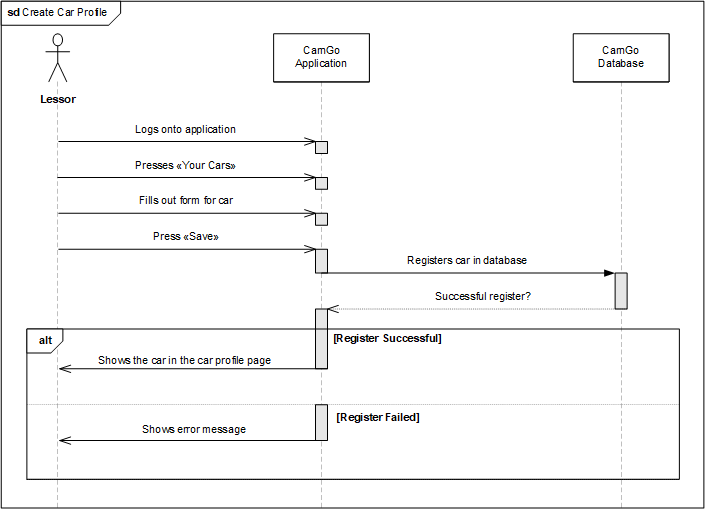 sd Create Car Profile
CamGo
Application
CamGo
Database
Lessor
Logs onto application
Presses «Your Cars»
Fills out form for car
Press «Save»
Registers car in database
Successful register?
alt
[Register Successful]
Shows the car in the car profile page
[Register Failed]
Shows error message